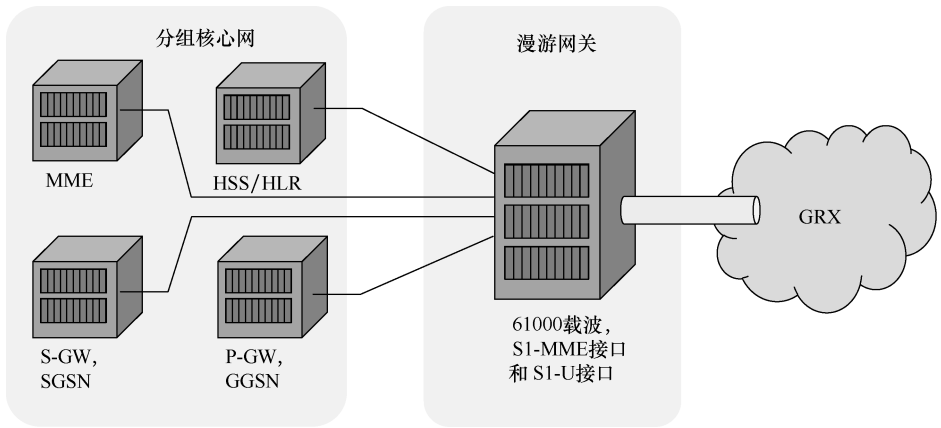 分组核心网
漫游网关
MME
HSS/HLR
GRX
S-GW,
SGSN
P-GW,
GGSN
61000载波,
S1-MME接口
和 S1-U接口